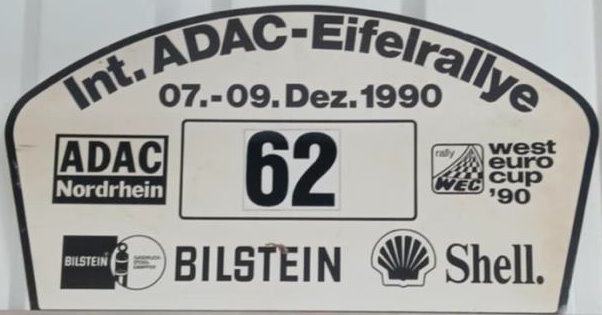 Int. ADAC-Eifelrallye
07.-09. Dez. 1990
ADAC
Nordrhein
62
rally
WEC
west
euro
cup
'90
BILSTEIN
BILSTEIN
Shell.